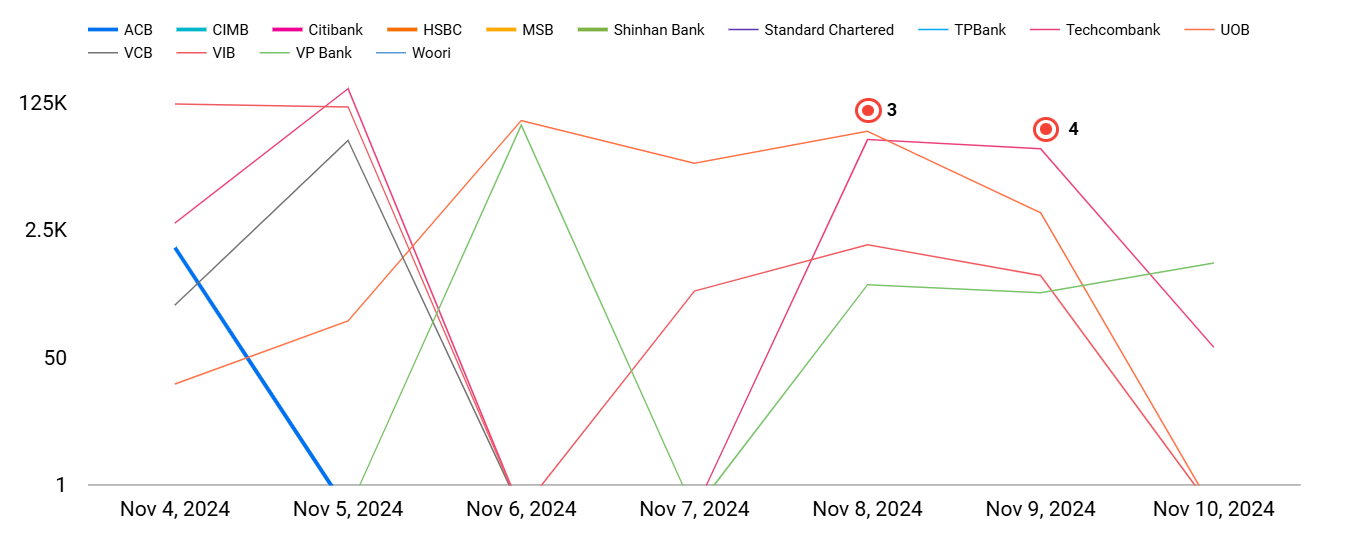 ACB CIMB Citibank HSBC MSB Shinhan Bank Standard Chartered TPBank Techcombank UOB
VCB VIB VP Bank Woori
125K
3
4
2.5K
50
1
Nov 4, 2024 Nov 5, 2024 Nov 6, 2024 Nov 7, 2024 Nov 8, 2024 Nov 9, 2024 Nov 10, 2024